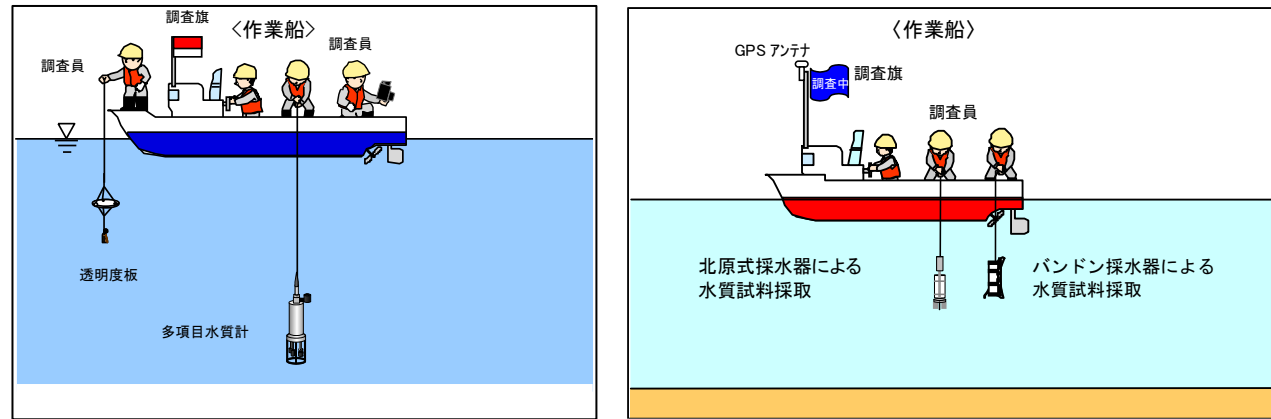 調査旗
〈作業船〉
調査員
調査員
透明度板
多項目水質計
〈作業船〉
GPS アンテナ
調査中
調査旗
調査員
北原式採水器による
水質試料採取
バンドン採水器による
水質試料採取